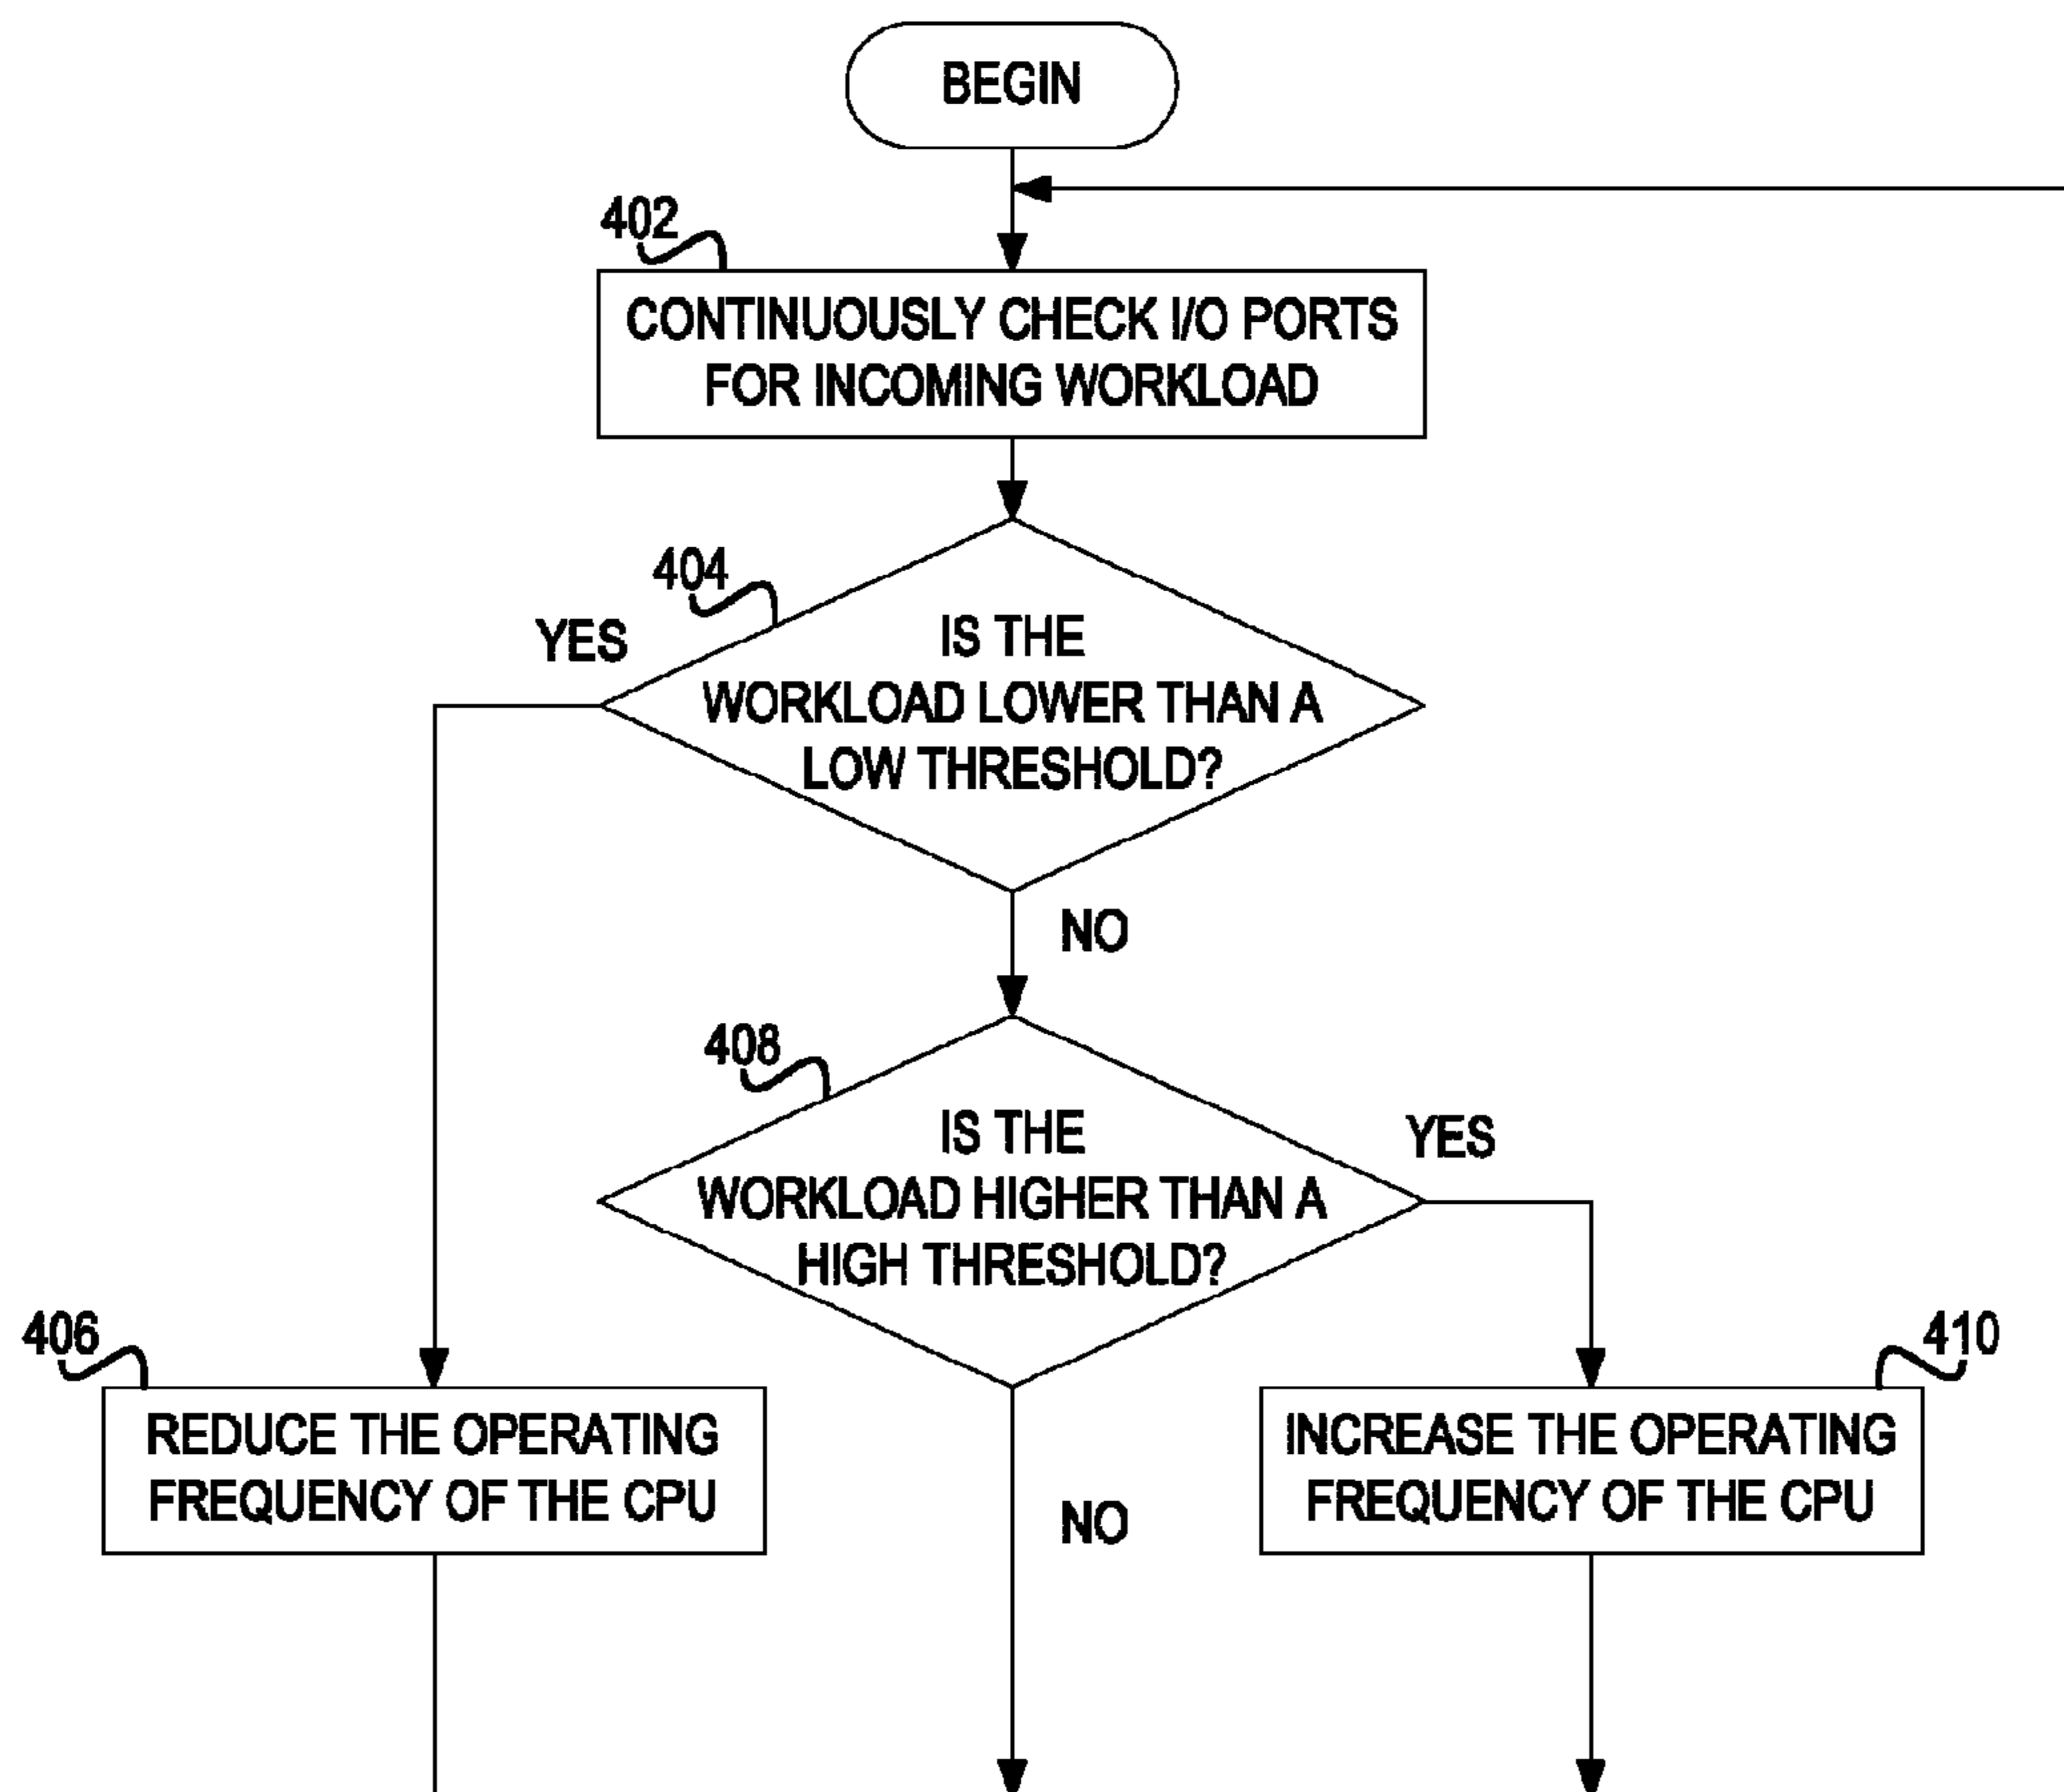 BEGIN
402
CONTINUOUSLY CHECK I/O PORTS
FOR INCOMING WORKLOAD
404
YES
IS THE
WORKLOAD LOWER THAN A
LOW THRESHOLD?
NO
408
IS THE
WORKLOAD HIGHER THAN A
HIGH THRESHOLD?
YES
406
REDUCE THE OPERATING
FREQUENCY OF THE CPU
NO
410
INCREASE THE OPERATING
FREQUENCY OF THE CPU